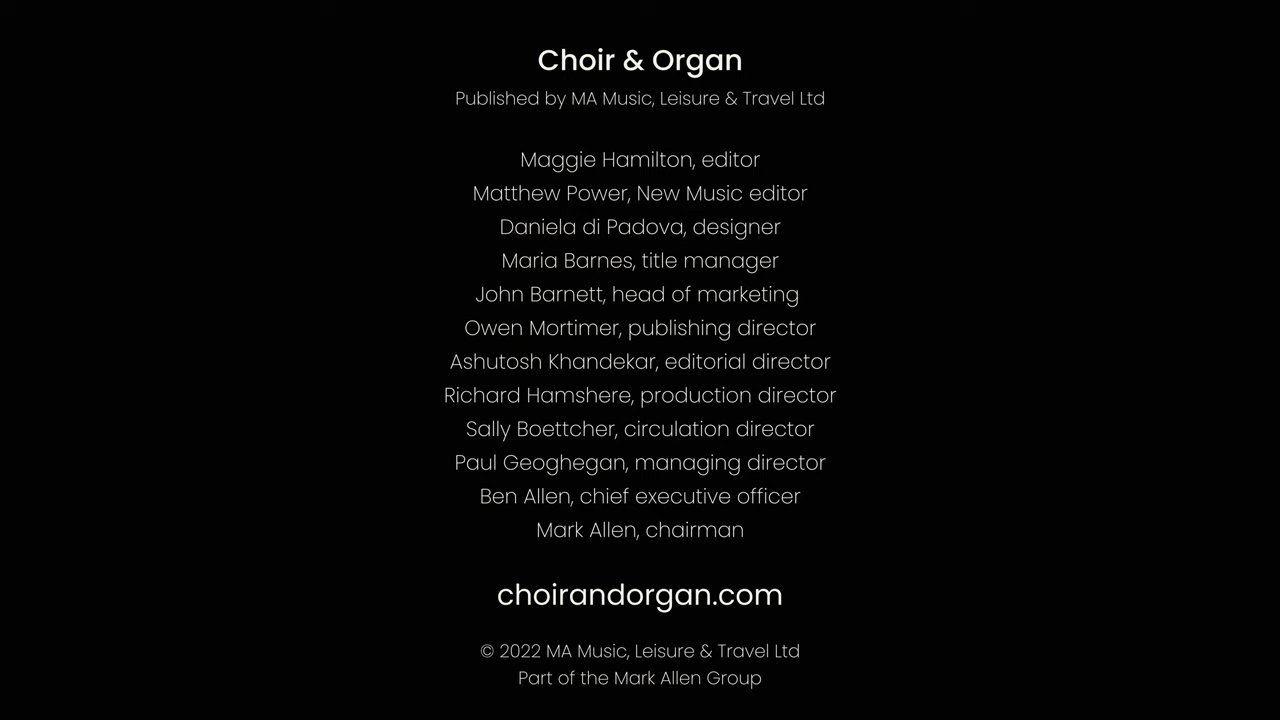 Choir & Organ
Published by MA Music, Leisure & Travel Ltd
Maggie Hamilton, editor
Matthew Power, New Music editor
Daniela di Padova, designer
Maria Barnes, title manager
John Barnett, head of marketing
Owen Mortimer, publishing director
Ashutosh Khandekar, editorial director
Richard Hamshere, production director
Sally Boettcher, circulation director
Paul Geoghegan, managing director
Ben Allen, chief executive officer
Mark Allen, chairman
choirandorgan.com
© 2022 MA Music, Leisure & Travel Ltd
Part of the Mark Allen Group